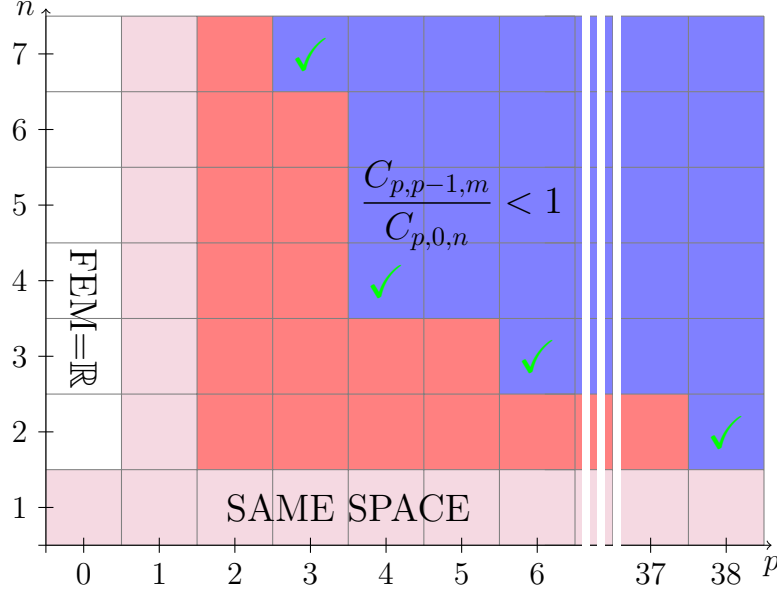 n
7
6
5
4
3
2
1
FEM=ℝ
C_{p,p−1,m}
C_{p,0,n}
< 1
✓
✓
✓
✓
SAME SPACE
0 1 2 3 4 5 6 37 38 p